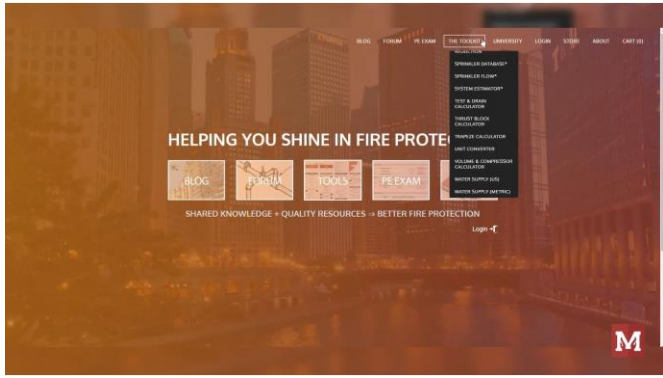 BLOG FORUM PE EXAM THE TOOLKIT UNIVERSITY LOGIN STORE ABOUT CART (0)
SPRINKLER DATABASE*
SPRINKLER FLOW*
SYSTEM ESTIMATOR*
TEST & DRAIN
CALCULATOR
THRUST BLOCK
CALCULATOR
TRAPEZE CALCULATOR
UNIT CONVERTER
VOLUME & COMPRESSOR
CALCULATOR
WATER SUPPLY (US)
WATER SUPPLY (METRIC)
HELPING YOU SHINE IN FIRE PROTE
BLOG FORUM TOOLS PE EXAM
SHARED KNOWLEDGE + QUALITY RESOURCES = BETTER FIRE PROTECTION
Login
M